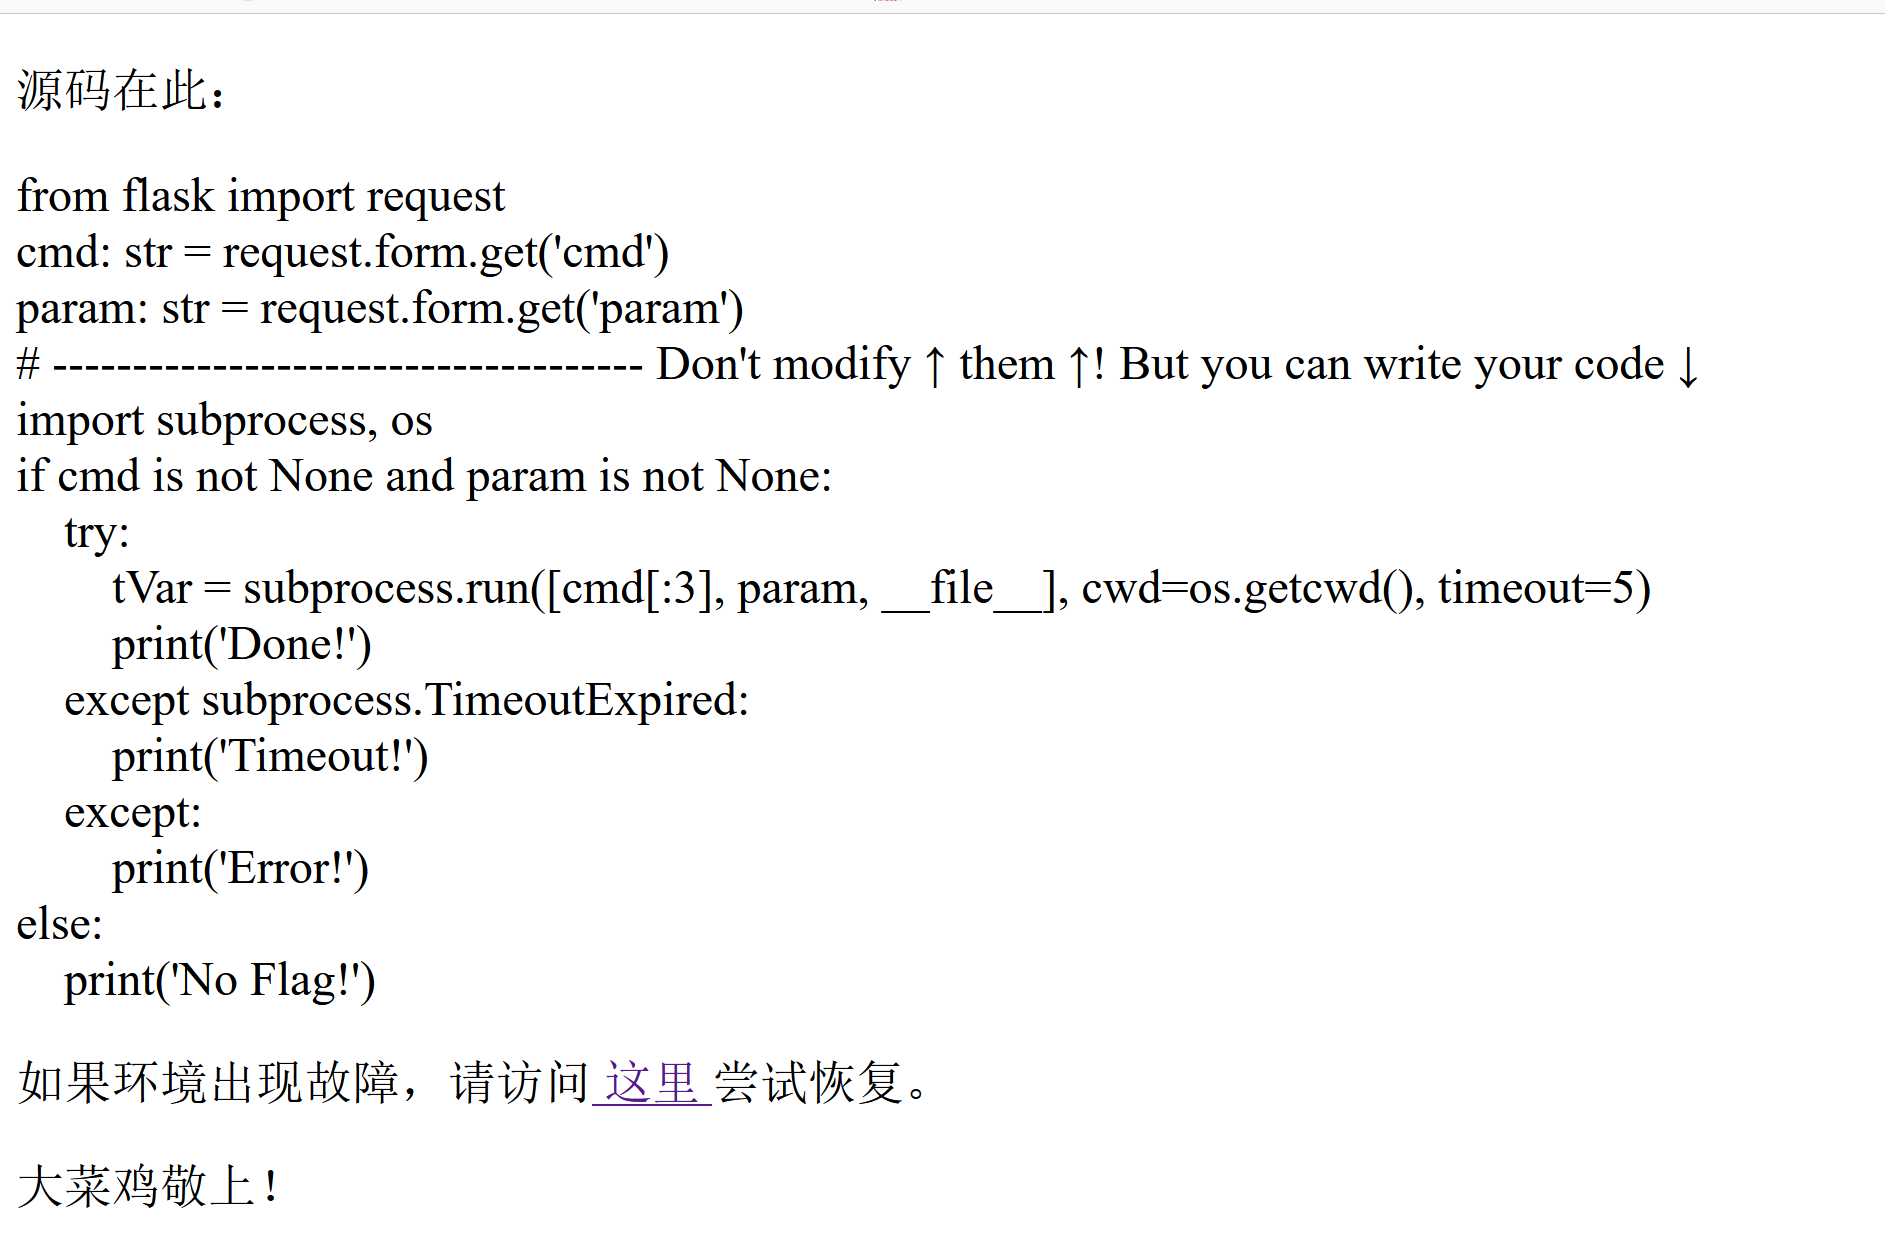 源码在此：
from flask import request
cmd: str = request.form.get('cmd')
param: str = request.form.get('param')
# ------------------------------------- Don't modify ↑ them ↑! But you can write your code ↓
import subprocess, os
if cmd is not None and param is not None:
    try:
        tVar = subprocess.run([cmd[:3], param, __file__], cwd=os.getcwd(), timeout=5)
        print('Done!')
    except subprocess.TimeoutExpired:
        print('Timeout!')
    except:
        print('Error!')
else:
    print('No Flag!')
如果环境出现故障，请访问 这里 尝试恢复。
大菜鸡敬上！